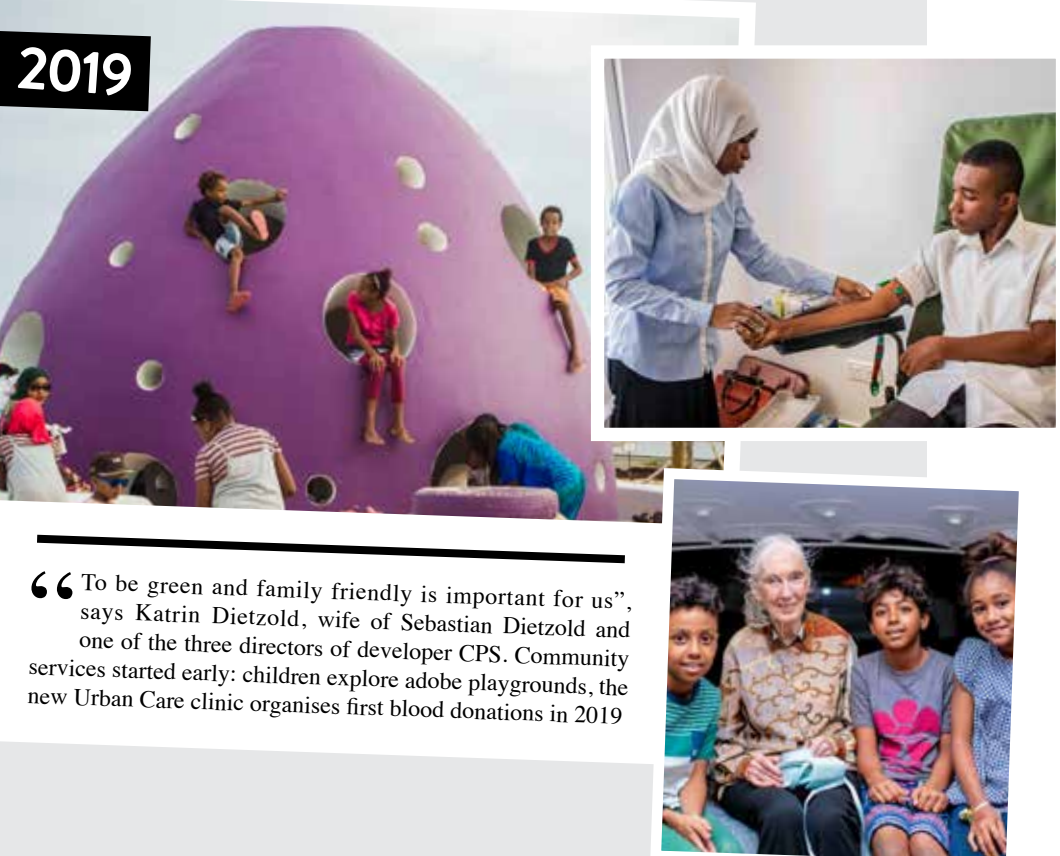 2019
“ To be green and family friendly is important for us”,
says Katrin Dietzold, wife of Sebastian Dietzold and
one of the three directors of developer CPS. Community
services started early: children explore adobe playgrounds, the
new Urban Care clinic organises first blood donations in 2019